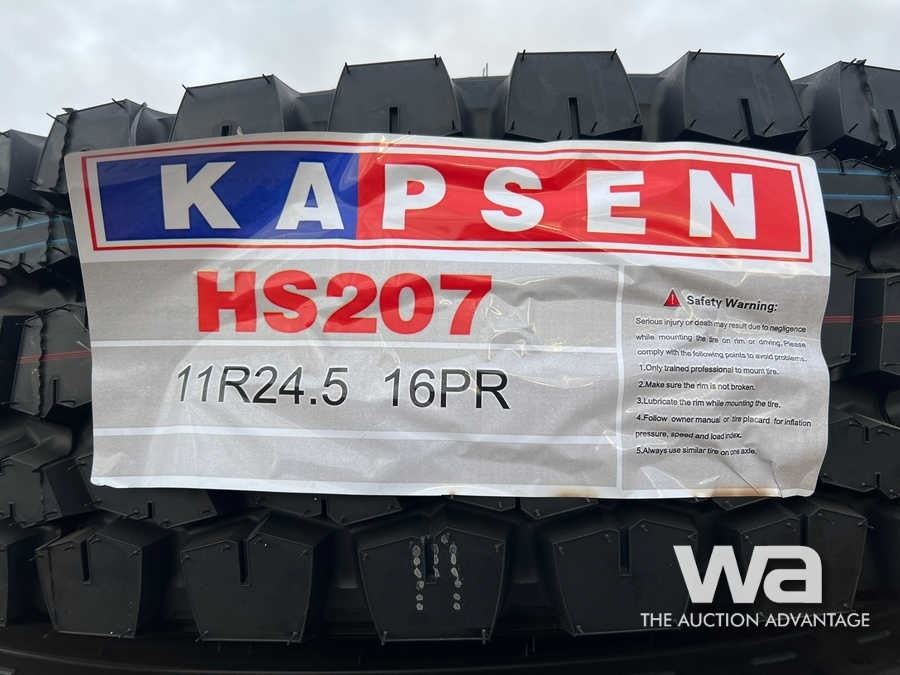 KAPSEN
HS207
11R24.5 16PR
Safety Warning:
Serious injury or death may result due to negligence
while mounting the tire on rim or driving. Please
comply with the following points to avoid problems.
1.Only trained professional to mount tire.
2.Make sure the rim is not broken.
3.Lubricate the rim while mounting the tire.
4.Follow owner manual or tire placard for inflation
pressure, speed and load index.
5.Always use similar tire on one axle.
wa
THE AUCTION ADVANTAGE